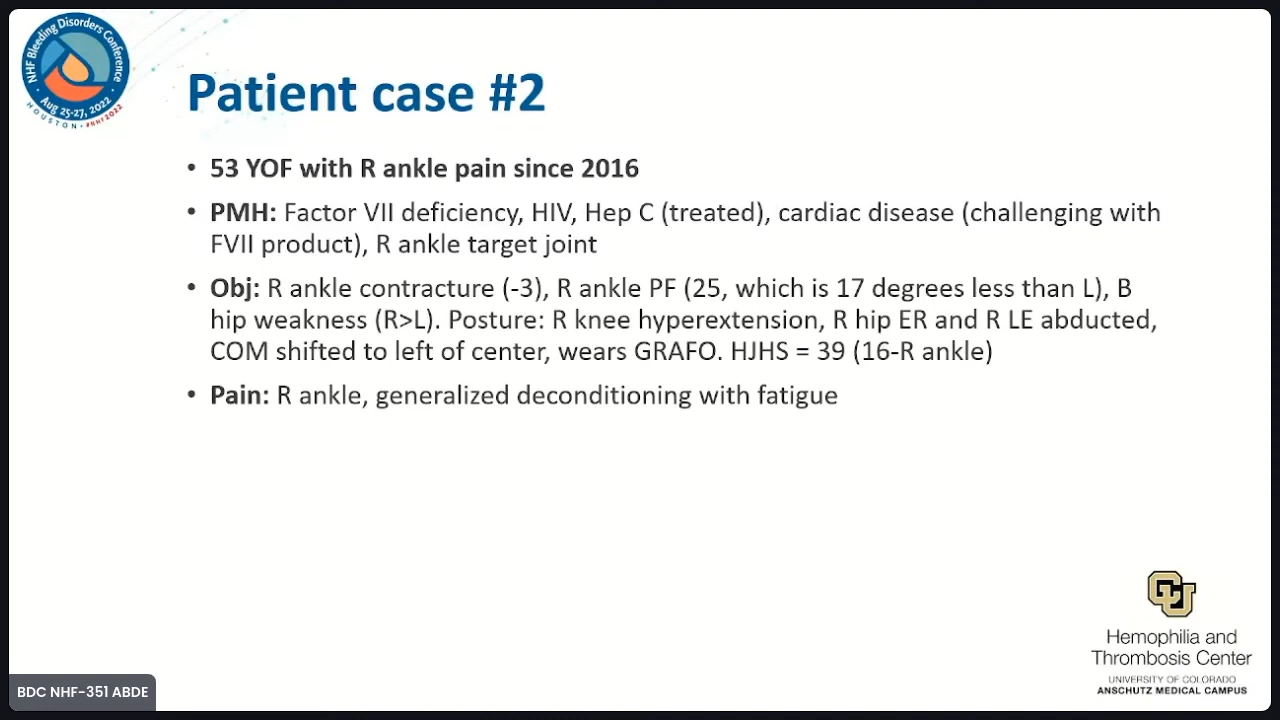 NHF Bleeding Disorders Conference
Aug 25-27, 2022
HOUSTON • #NHF2022
Patient case #2
• 53 YOF with R ankle pain since 2016
• PMH: Factor VII deficiency, HIV, Hep C (treated), cardiac disease (challenging with
FVII product), R ankle target joint
• Obj: R ankle contracture (-3), R ankle PF (25, which is 17 degrees less than L), B
hip weakness (R>L). Posture: R knee hyperextension, R hip ER and R LE abducted,
COM shifted to left of center, wears GRAFO. HJHS = 39 (16-R ankle)
• Pain: R ankle, generalized deconditioning with fatigue
CU
Hemophilia and
Thrombosis Center
UNIVERSITY OF COLORADO
ANSCHUTZ MEDICAL CAMPUS
BDC NHF-351 ABDE